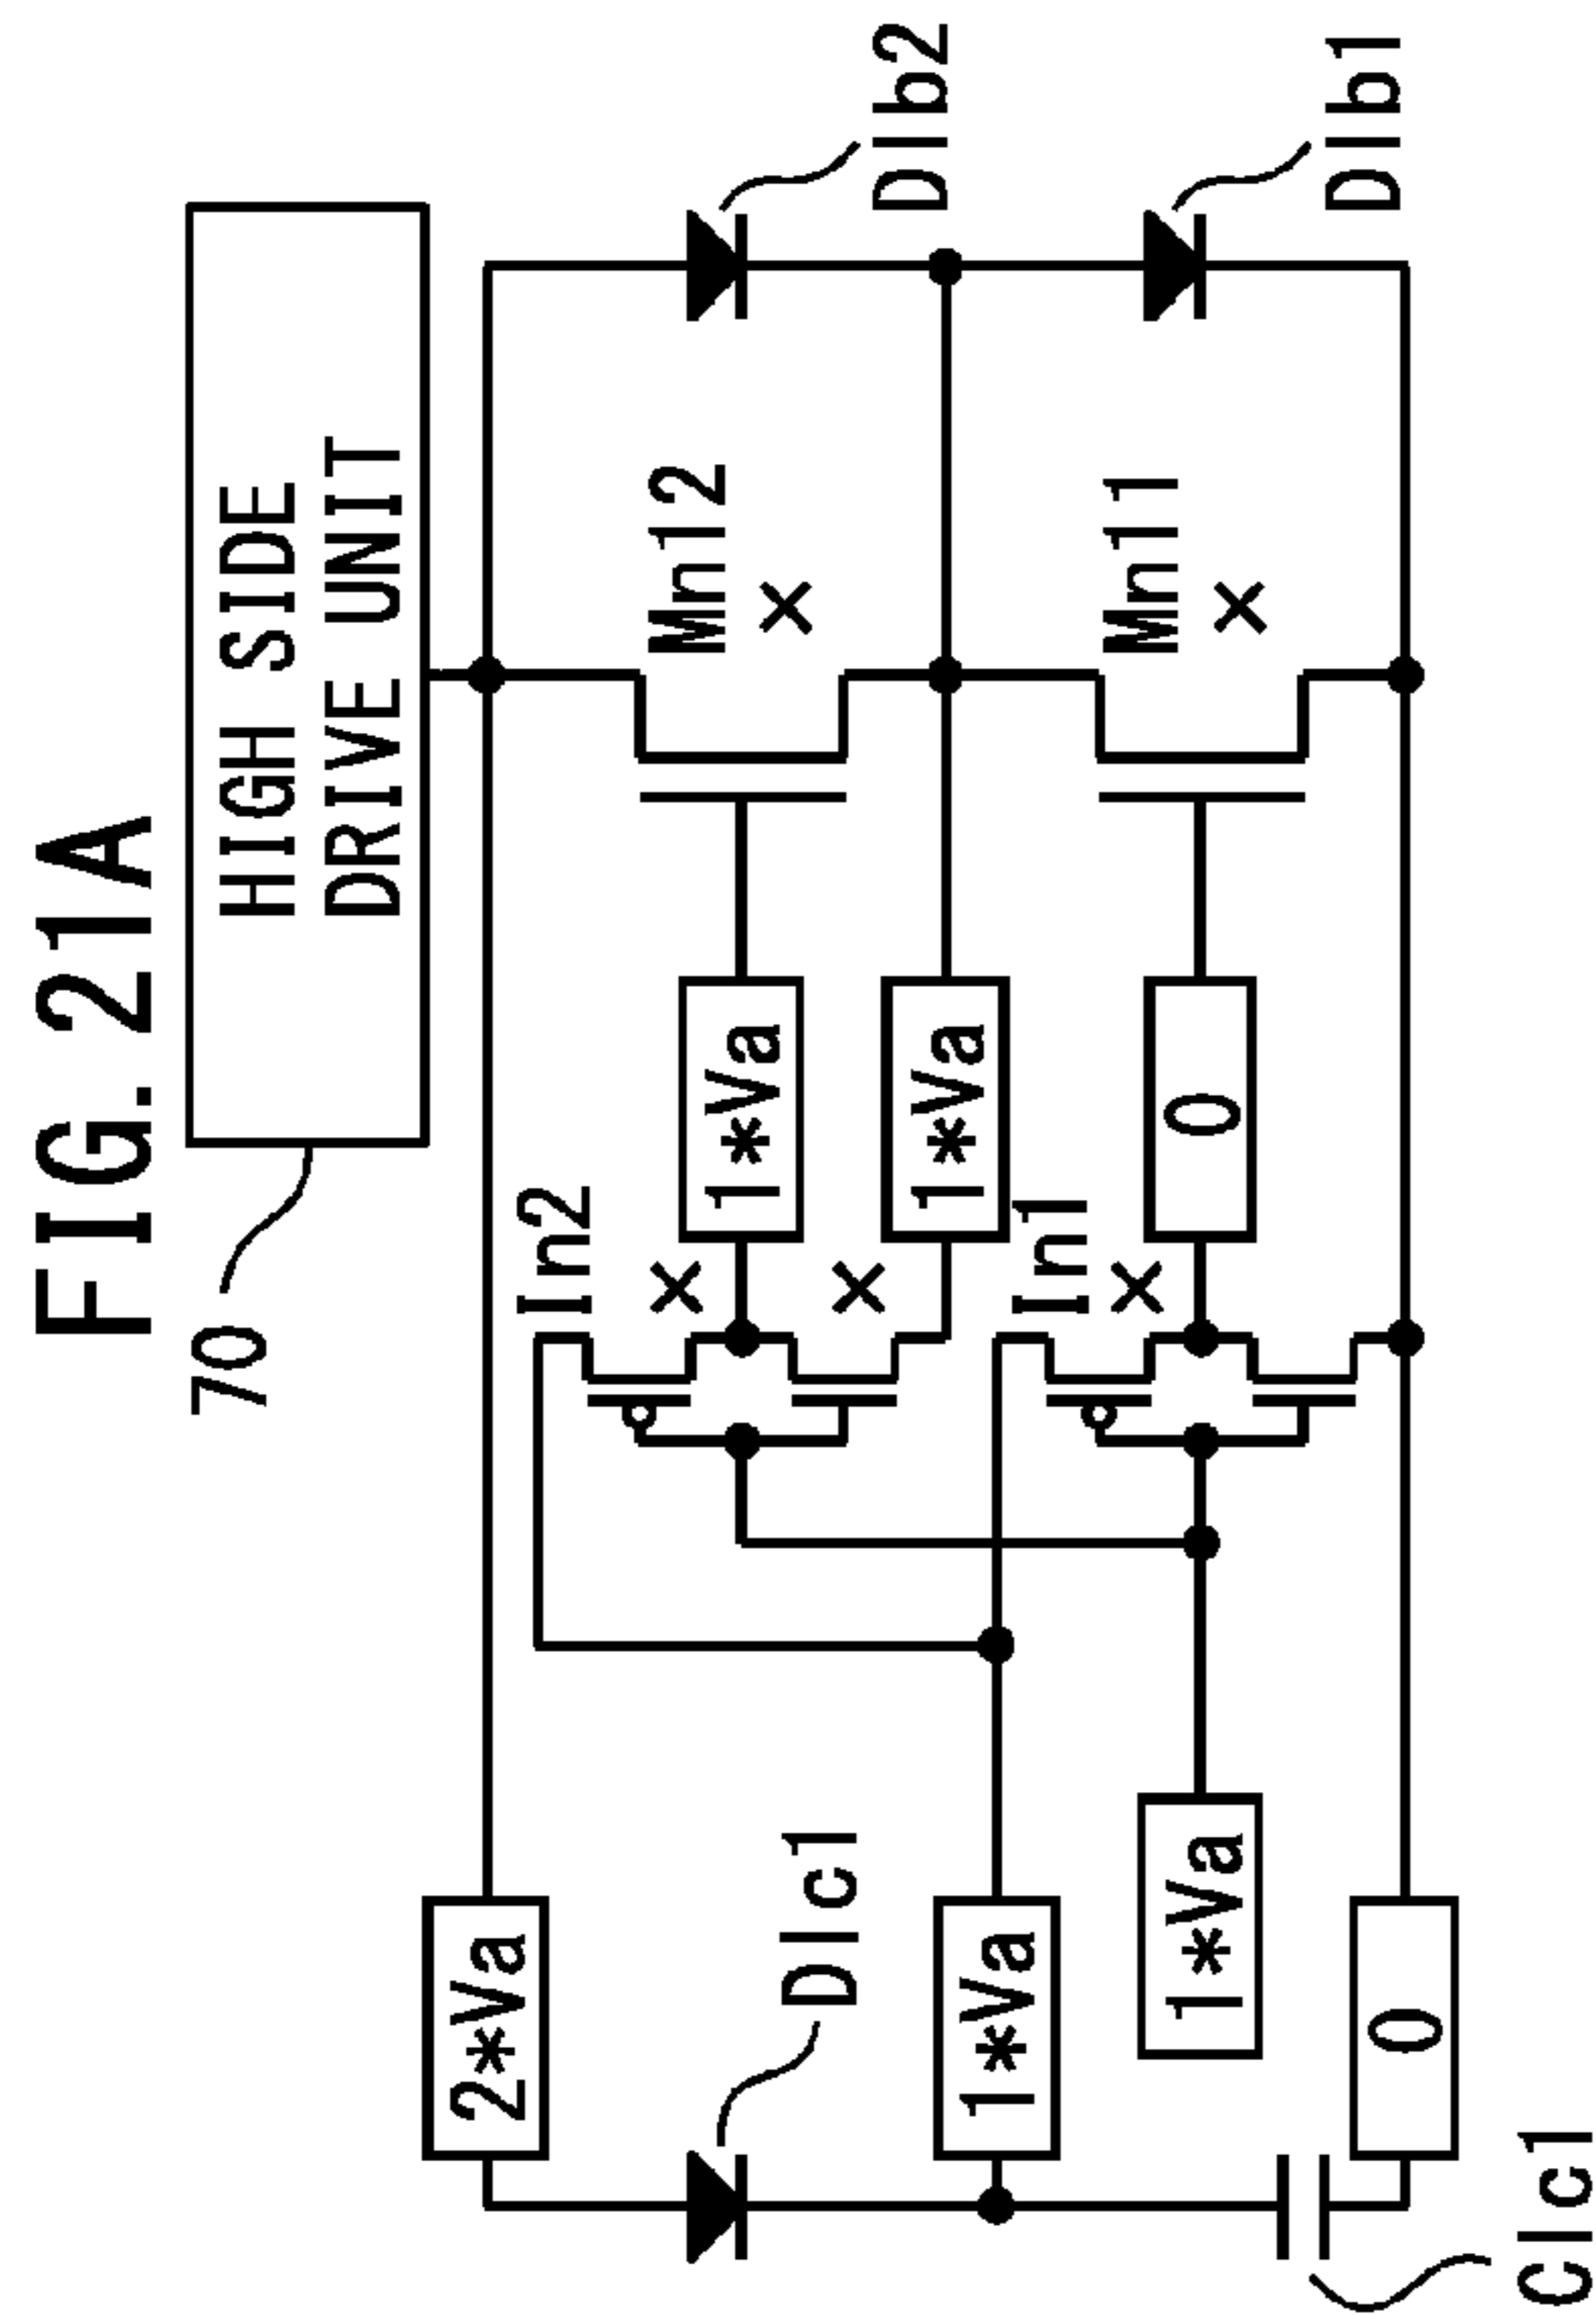 FIG. 21A
70
HIGH SIDE
DRIVE UNIT
2*Va
Dlc1
In2
1*Va
Mn12
Dlb2
1*Va
1*Va
In1
1*Va
0
Mn11
Dlb1
0
Clc1